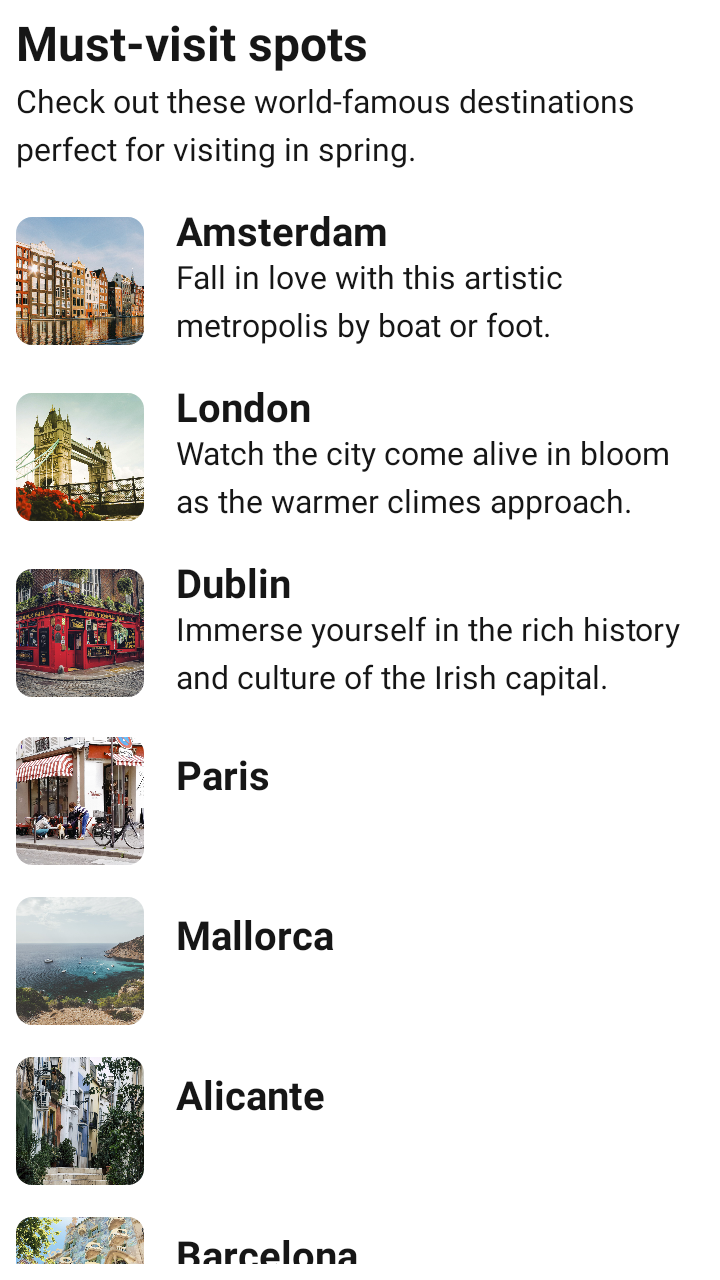 Must-visit spots
Check out these world-famous destinations
perfect for visiting in spring.
Amsterdam
Fall in love with this artistic
metropolis by boat or foot.
London
Watch the city come alive in bloom
as the warmer climes approach.
Dublin
Immerse yourself in the rich history
and culture of the Irish capital.
Paris
Mallorca
Alicante
Barcelona